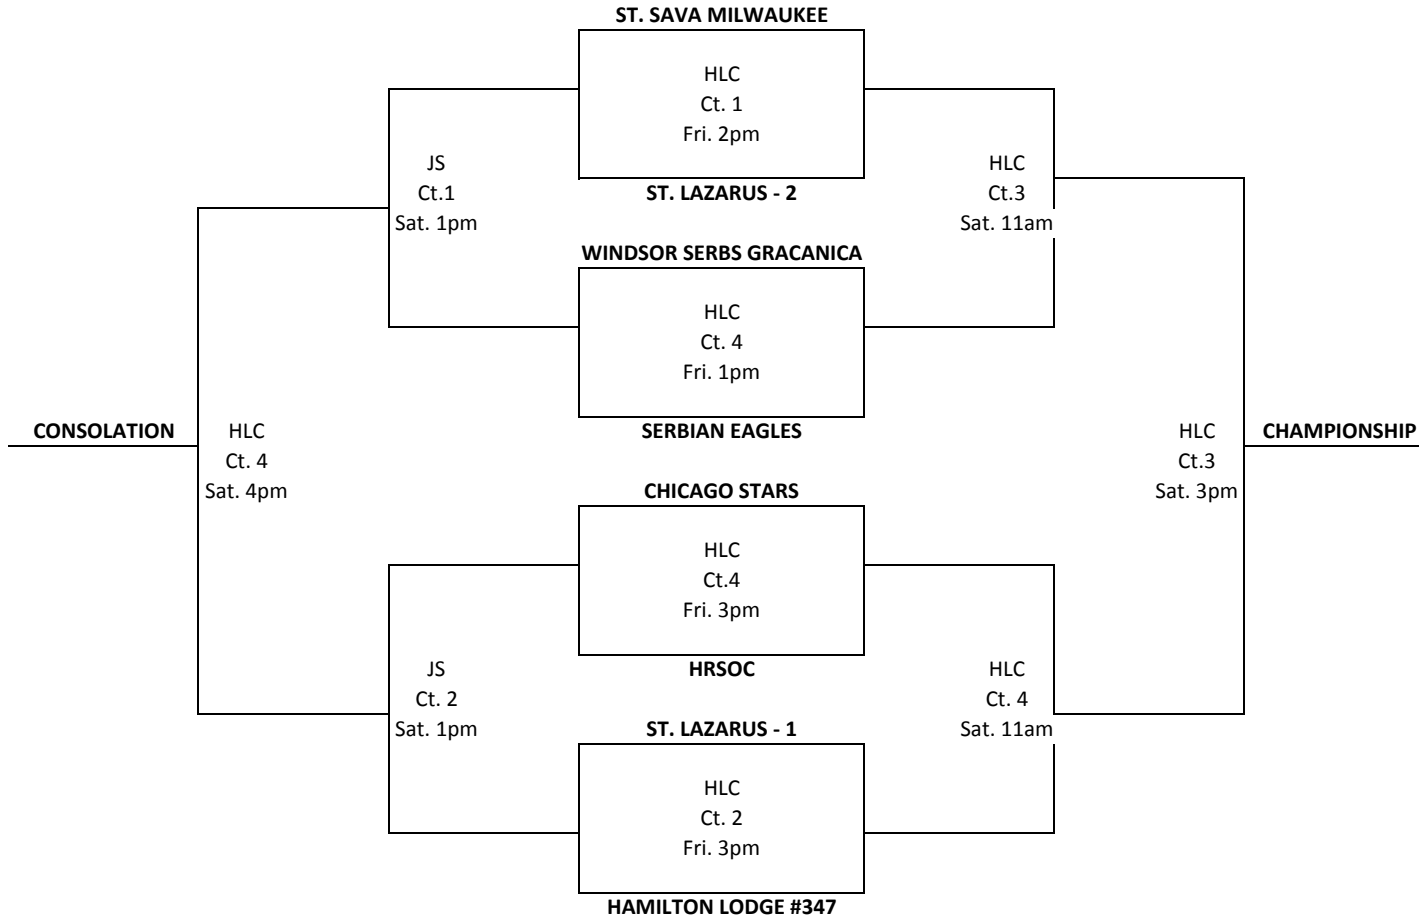 ST. SAVA MILWAUKEE
HLC
Ct. 1
Fri. 2pm
ST. LAZARUS - 2
JS
Ct.1
Sat. 1pm
HLC
Ct.3
Sat. 11am
WINDSOR SERBS GRACANICA
HLC
Ct. 4
Fri. 1pm
SERBIAN EAGLES
CONSOLATION
HLC
Ct. 4
Sat. 4pm
HLC
Ct.3
Sat. 3pm
CHAMPIONSHIP
CHICAGO STARS
HLC
Ct.4
Fri. 3pm
HRSOC
JS
Ct. 2
Sat. 1pm
HLC
Ct. 4
Sat. 11am
ST. LAZARUS - 1
HLC
Ct. 2
Fri. 3pm
HAMILTON LODGE #347